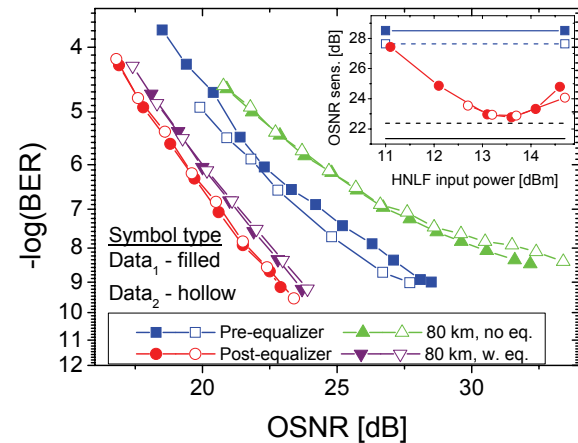 4
5
6
7
8
9
10
11
12
-log(BER)
20
25
30
OSNR [dB]
Symbol type
Data1 - filled
Data2 - hollow
Pre-equalizer
80 km, no eq.
Post-equalizer
80 km, w. eq.
28
26
24
22
OSNR sens. [dB]
11
12
13
14
HNLF input power [dBm]